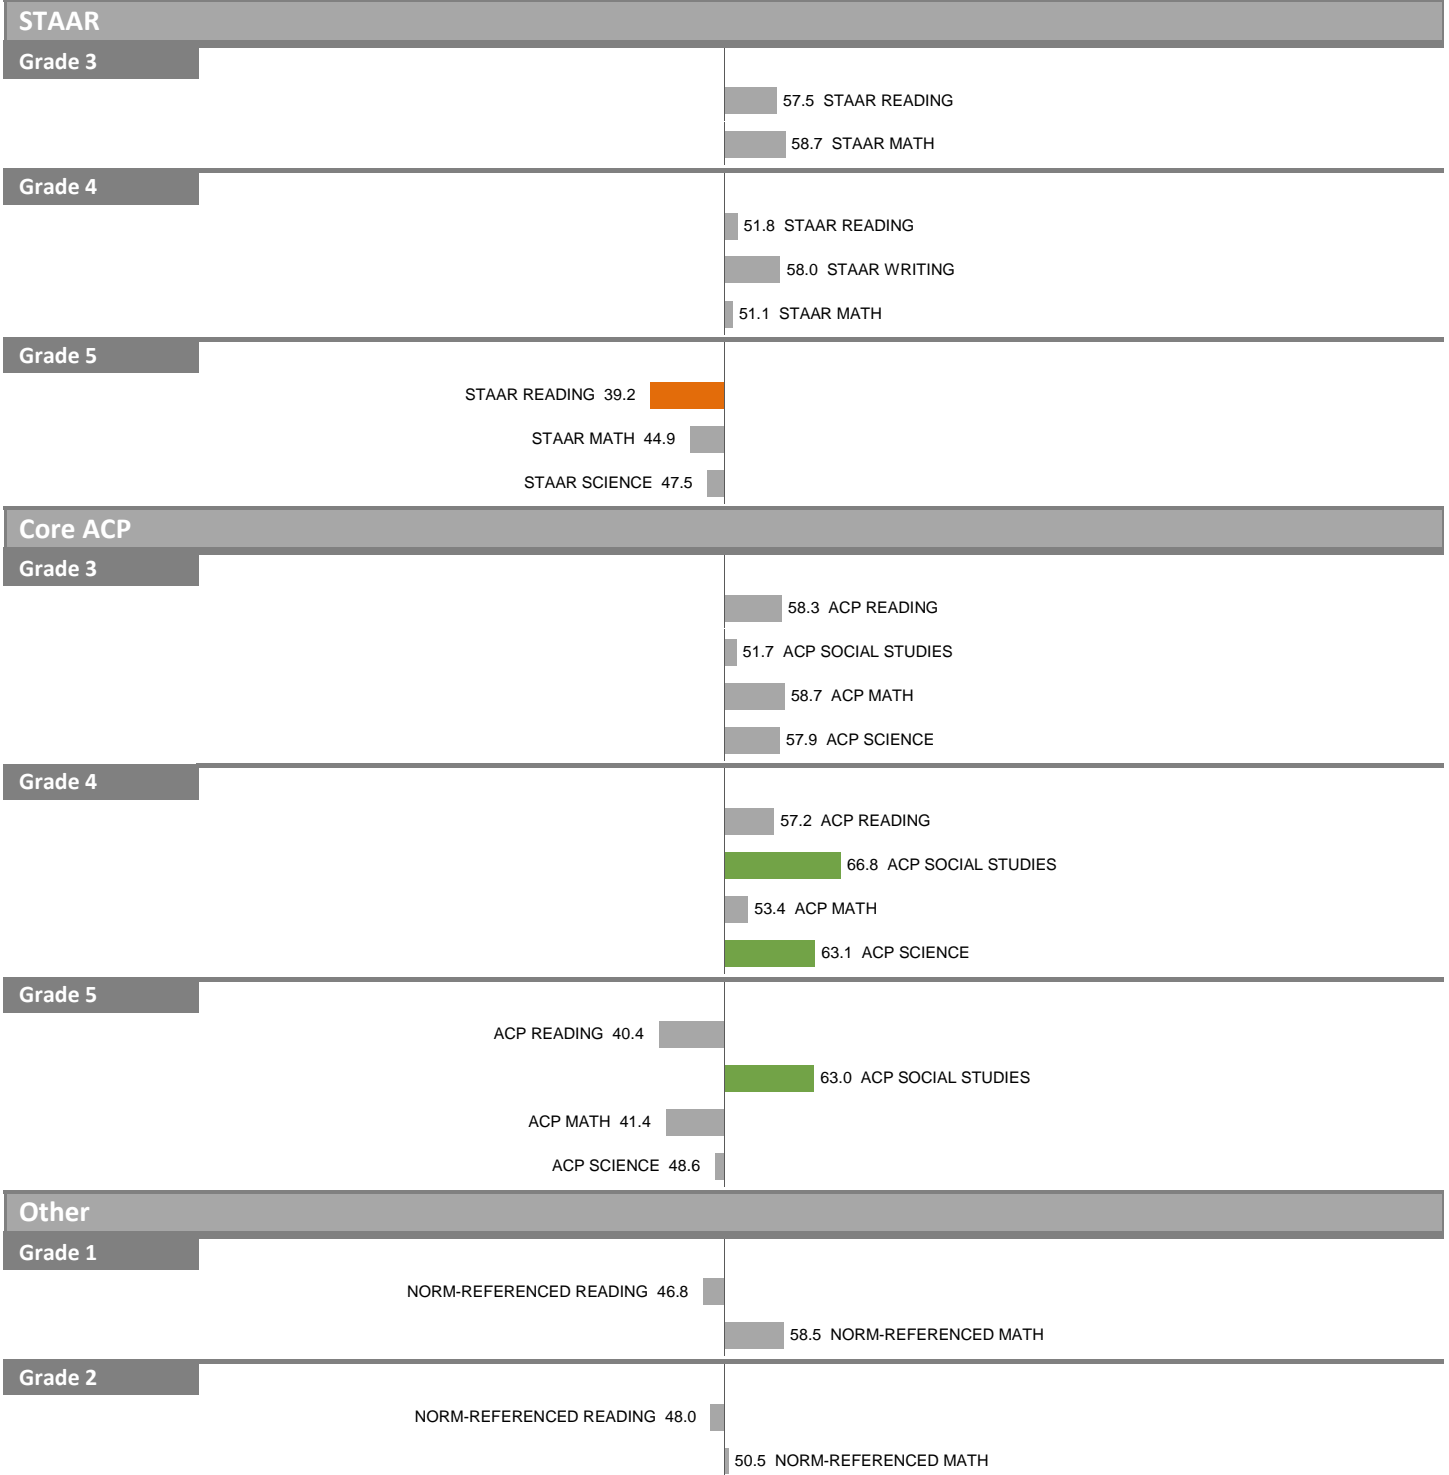 STAAR
Grade 3
57.5 STAAR READING
58.7 STAAR MATH
Grade 4
51.8 STAAR READING
58.0 STAAR WRITING
51.1 STAAR MATH
Grade 5
STAAR READING 39.2
STAAR MATH 44.9
STAAR SCIENCE 47.5
Core ACP
Grade 3
58.3 ACP READING
51.7 ACP SOCIAL STUDIES
58.7 ACP MATH
57.9 ACP SCIENCE
Grade 4
57.2 ACP READING
66.8 ACP SOCIAL STUDIES
53.4 ACP MATH
63.1 ACP SCIENCE
Grade 5
ACP READING 40.4
63.0 ACP SOCIAL STUDIES
ACP MATH 41.4
ACP SCIENCE 48.6
Other
Grade 1
NORM-REFERENCED READING 46.8
58.5 NORM-REFERENCED MATH
Grade 2
NORM-REFERENCED READING 48.0
50.5 NORM-REFERENCED MATH